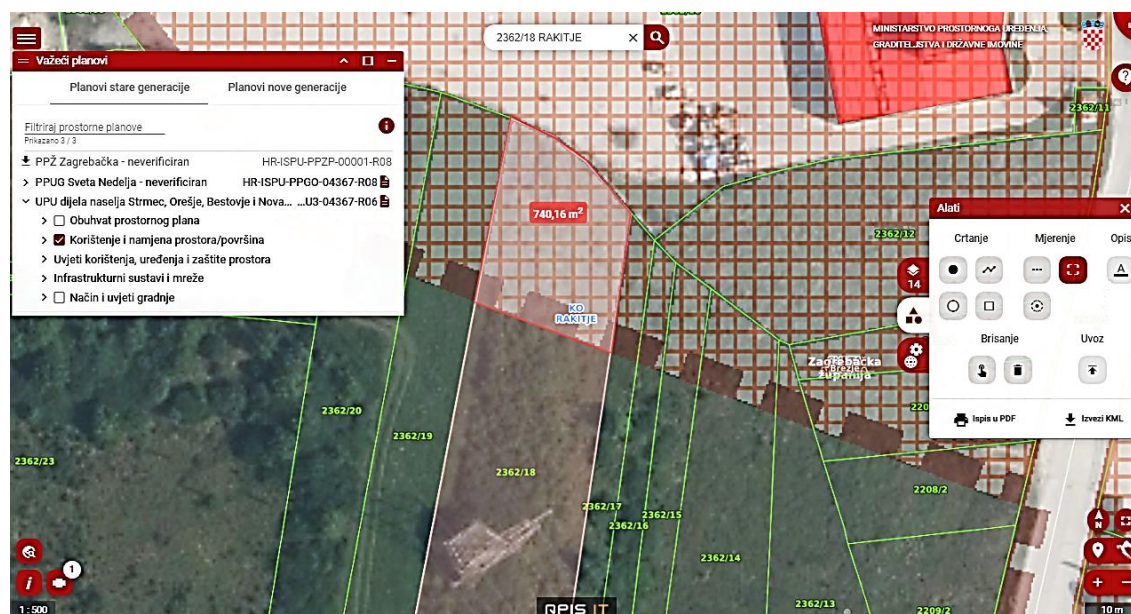 2362/18 RAKITJE
MINISTARSTVO PROSTORNOGA UREĐENJA,
GRADITELJSTVA I DRŽAVNE IMOVINE
Važeći planovi
Planovi stare generacije
Planovi nove generacije
Filtriraj prostorne planove
Prikazano 3 / 3
PPŽ Zagrebačka - neverificiran HR-ISPU-PPZP-00001-R08
PPUG Sveta Nedelja - neverificiran HR-ISPU-PPGO-04367-R08
UPU dijela naselja Strmec, Orešje, Bestovje i Nova... ...U3-04367-R06
Obuhvat prostornog plana
Korištenje i namjena prostora/površina
Uvjeti korištenja, uređenja i zaštite prostora
Infrastrukturni sustavi i mreže
Način i uvjeti gradnje
740,16 m²
KO
RAKITJE
2362/11
2362/12
14
Alati
Crtanje
Mjerenje
Opis
A
Brisanje
Uvoz
Ispis u PDF
Izvezi KML
Zagrebačka
Brezje
županija
2362/20
2362/19
2362/23
2362/18
2362/17
2362/16
2362/15
2362/14
2362/13
2208/2
2209/2
N
1
1 : 500
10 m